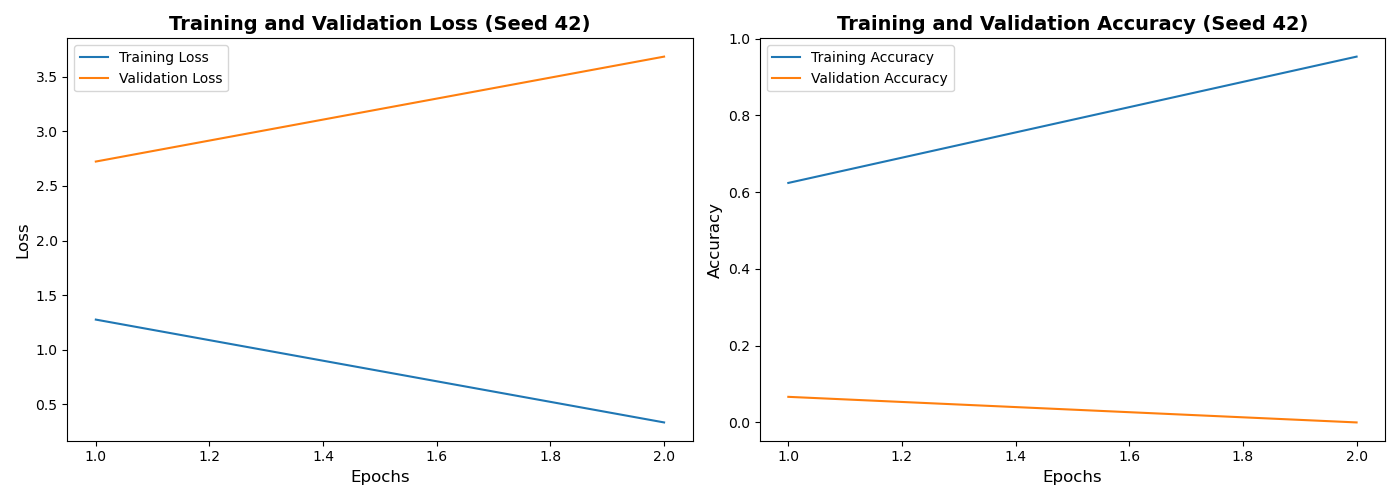 Training and Validation Loss (Seed 42)
Training Loss
Validation Loss
3.5
3.0
2.5
2.0
1.5
1.0
0.5
Loss
1.0 1.2 1.4 1.6 1.8 2.0
Epochs
Training and Validation Accuracy (Seed 42)
Training Accuracy
Validation Accuracy
1.0
0.8
0.6
0.4
0.2
0.0
Accuracy
1.0 1.2 1.4 1.6 1.8 2.0
Epochs